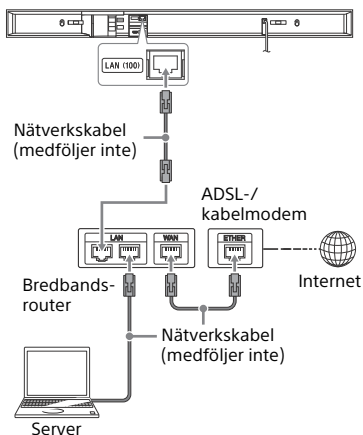 LAN (100)
Nätverkskabel
(medföljer inte)
ADSL-/
kabelmodem
LAN
WAN
ETHER
Internet
Bredbands-
router
Nätverkskabel
(medföljer inte)
Server